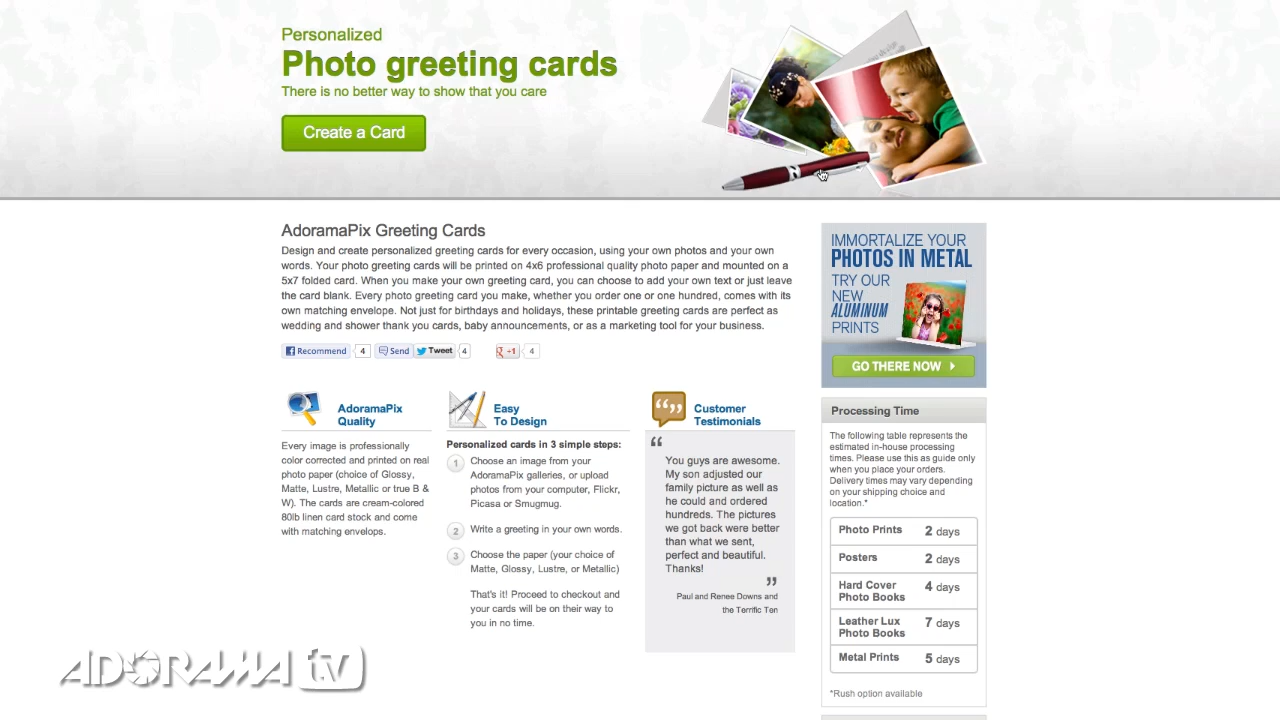 Personalized
Photo greeting cards
There is no better way to show that you care
Create a Card
AdoramaPix Greeting Cards
Design and create personalized greeting cards for every occasion, using your own photos and your own
words. Your photo greeting cards will be printed on 4x6 professional quality photo paper and mounted on a
5x7 folded card. When you make your own greeting card, you can choose to add your own text or just leave
the card blank. Every photo greeting card you make, whether you order one or one hundred, comes with its
own matching envelope. Not just for birthdays and holidays, these printable greeting cards are perfect as
wedding and shower thank you cards, baby announcements, or as a marketing tool for your business.
Recommend 4 Send Tweet 4 +1 4
AdoramaPix
Quality
Every image is professionally
color corrected and printed on real
photo paper (choice of Glossy,
Matte, Lustre, Metallic or true B &
W). The cards are cream-colored
80lb linen card stock and come
with matching envelops.
Easy
To Design
Personalized cards in 3 simple steps:
1 Choose an image from your
AdoramaPix galleries, or upload
photos from your computer, Flickr,
Picasa or Smugmug.
2 Write a greeting in your own words.
3 Choose the paper (your choice of
Matte, Glossy, Lustre, or Metallic)
That's it! Proceed to checkout and
your cards will be on their way to
you in no time.
Customer
Testimonials
“
You guys are awesome.
My son adjusted our
family picture as well as
he could and ordered
hundreds. The pictures
we got back were better
than what we sent,
perfect and beautiful.
Thanks!
”
Paul and Renee Downs and
the Terrific Ten
IMMORTALIZE YOUR
PHOTOS IN METAL
TRY OUR
NEW
ALUMINUM
PRINTS
GO THERE NOW
Processing Time
The following table represents the
estimated in-house processing
times. Please use this as guide only
when you place your orders.
Delivery times may vary depending
on your shipping choice and
location.*
Photo Prints 2 days
Posters 2 days
Hard Cover
Photo Books 4 days
Leather Lux
Photo Books 7 days
Metal Prints 5 days
*Rush option available
ADORAMA tv